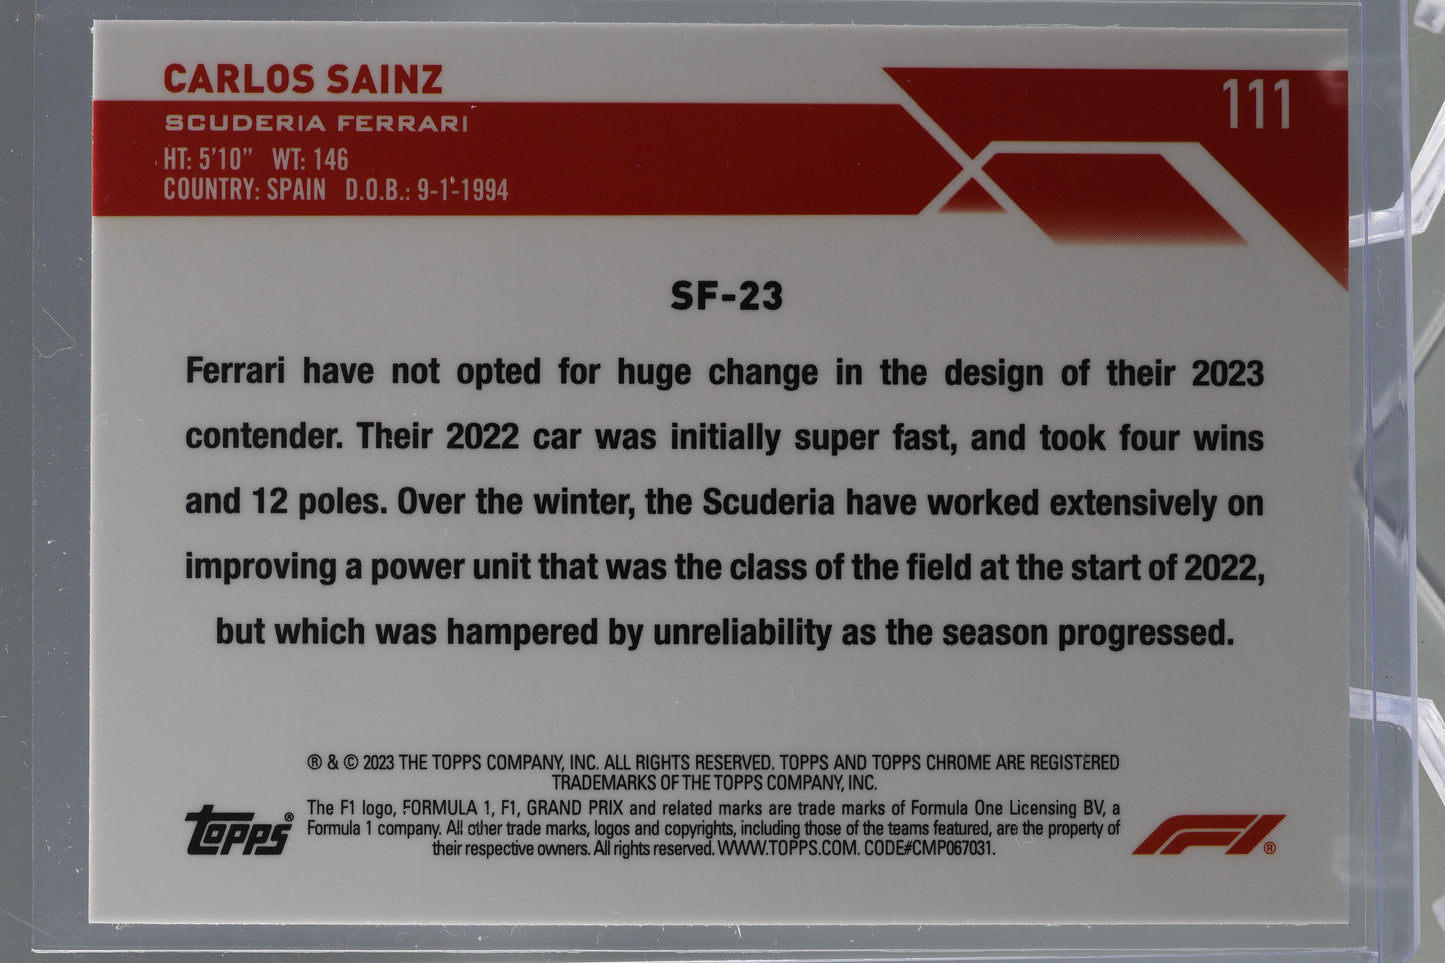 CARLOS SAINZ
111
SCUDERIA FERRARI
HT: 5'10" WT: 146
COUNTRY: SPAIN D.O.B.: 9-1-1994
SF-23
Ferrari have not opted for huge change in the design of their 2023
contender. Their 2022 car was initially super fast, and took four wins
and 12 poles. Over the winter, the Scuderia have worked extensively on
improving a power unit that was the class of the field at the start of 2022,
but which was hampered by unreliability as the season progressed.
® & © 2023 THE TOPPS COMPANY, INC. ALL RIGHTS RESERVED. TOPPS AND TOPPS CHROME ARE REGISTERED
TRADEMARKS OF THE TOPPS COMPANY, INC.
The F1 logo, FORMULA 1, F1, GRAND PRIX and related marks are trade marks of Formula One Licensing BV, a
Formula 1 company. All other trade marks, logos and copyrights, including those of the teams featured, are the property of
their respective owners. All rights reserved. WWW.TOPPS.COM. CODE#CMP067031.
Topps®
F1®